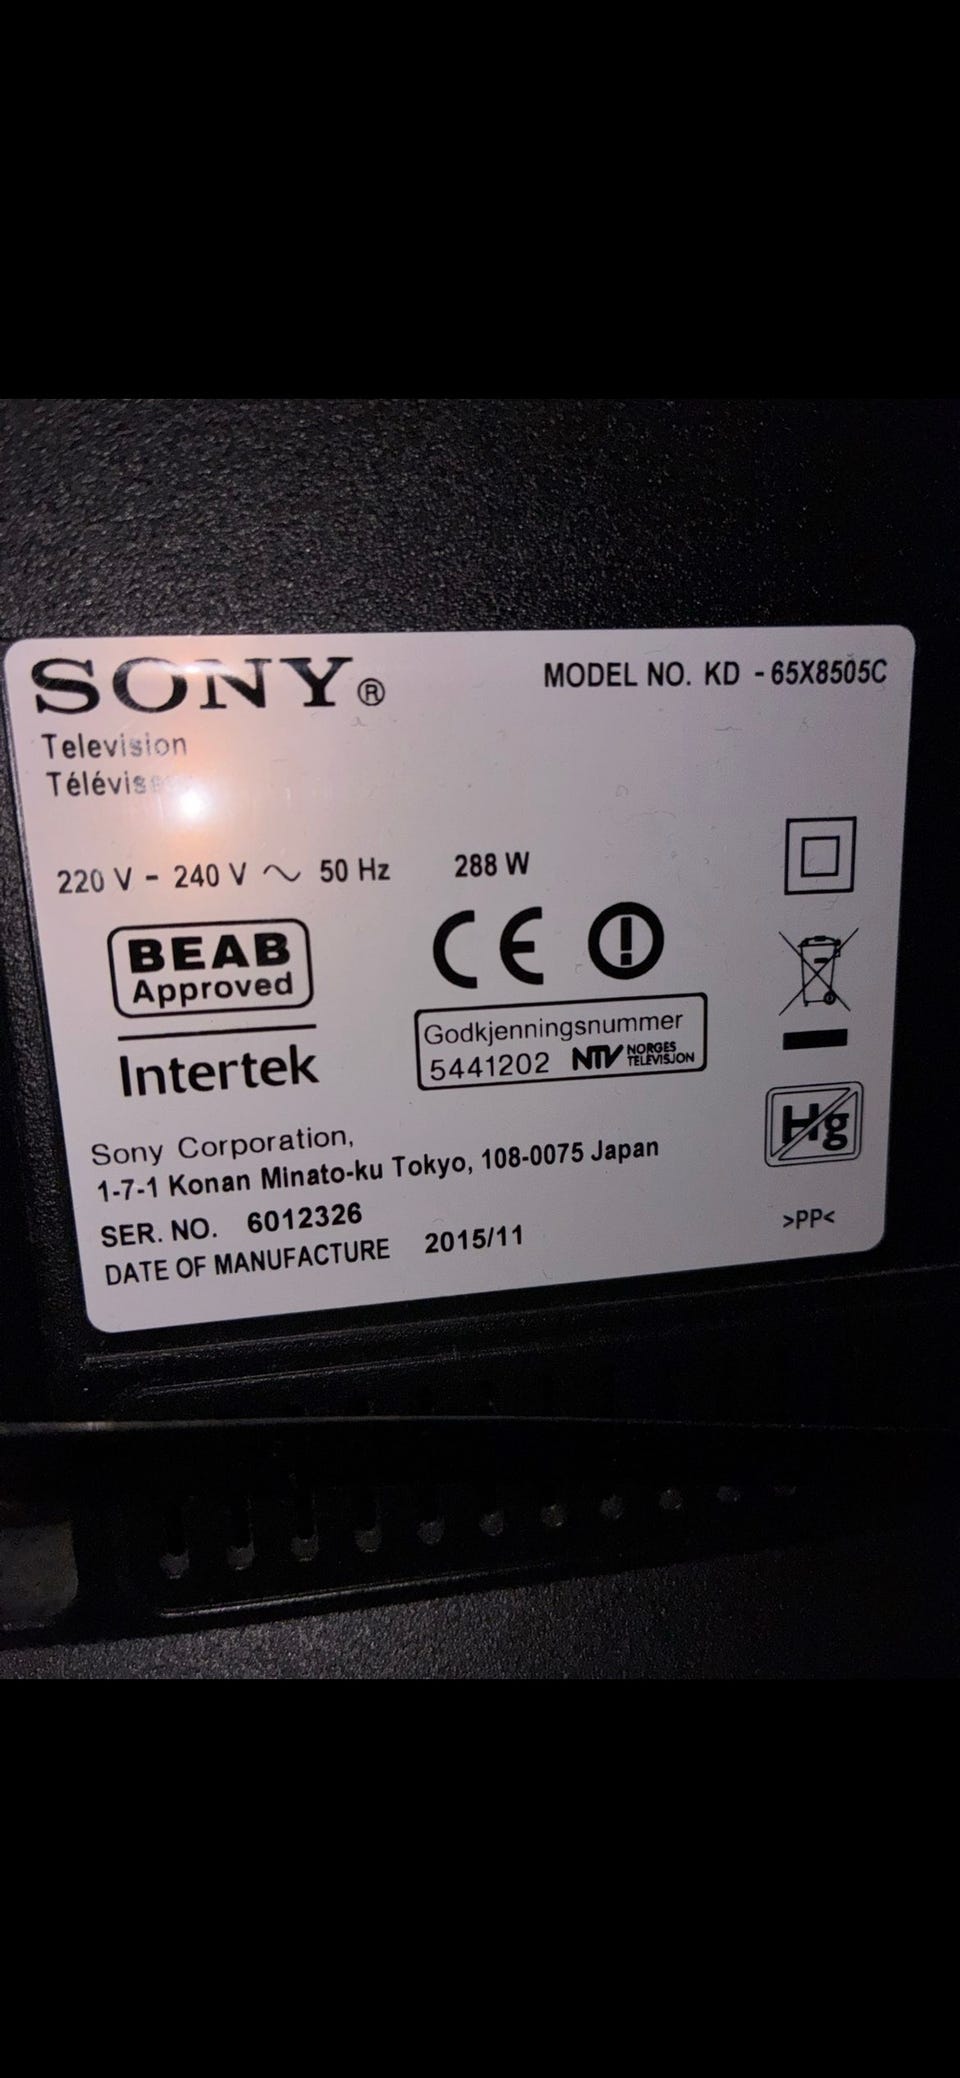 SONY®
MODEL NO. KD - 65X8505C
Television
220 V - 240 V ~ 50 Hz 288 W
BEAB
Approved
Intertek
CE
Godkjenningsnummer
5441202 NTV NORGES TELEVISJON
Hg
Sony Corporation,
1-7-1 Konan Minato-ku Tokyo, 108-0075 Japan
SER. NO. 6012326
DATE OF MANUFACTURE 2015/11
>PP<